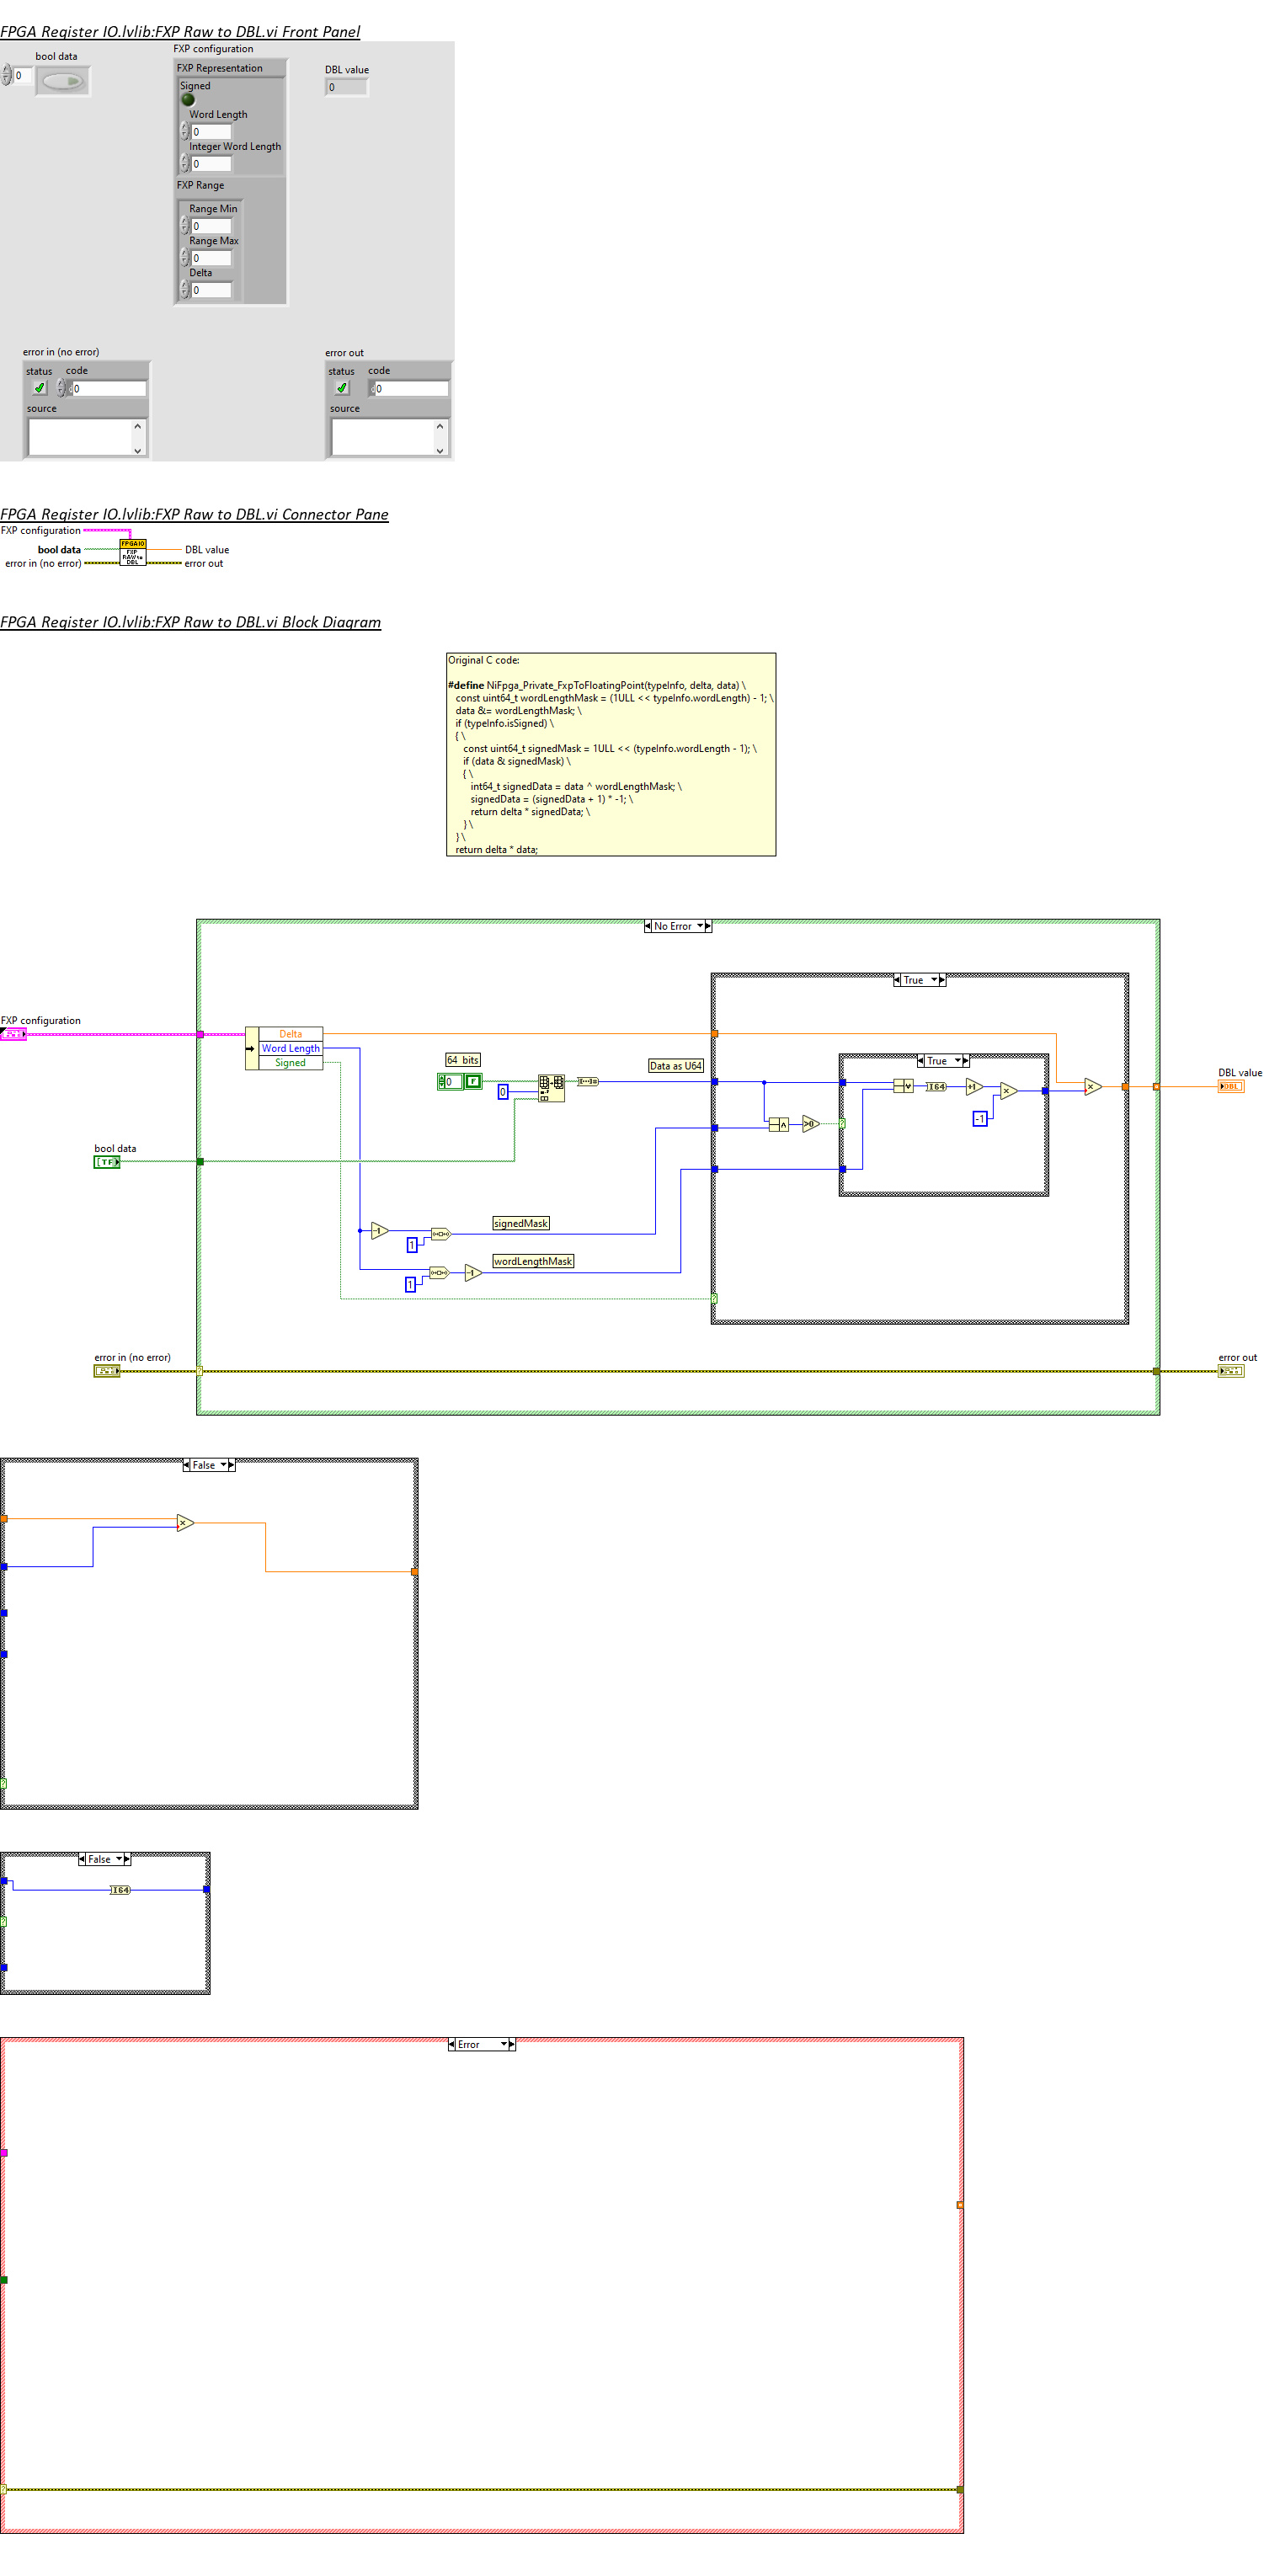 FPGA Register IO.lvlib:FXP Raw to DBL.vi Front Panel
FXP configuration
bool data
0
FXP Representation
Signed
Word Length
0
Integer Word Length
0
FXP Range
Range Min
0
Range Max
0
Delta
0
DBL value
0
error in (no error)
status code
0
source
error out
status code
0
source
FPGA Register IO.lvlib:FXP Raw to DBL.vi Connector Pane
FXP configuration
bool data
error in (no error)
FPGA IO
FXP
RAW to
DBL
DBL value
error out
FPGA Register IO.lvlib:FXP Raw to DBL.vi Block Diagram
Original C code:
#define NiFpga_Private_FxpToFloatingPoint(typeInfo, delta, data) \
const uint64_t wordLengthMask = (1ULL << typeInfo.wordLength) - 1; \
data &= wordLengthMask; \
if (typeInfo.isSigned) \
{ \
const uint64_t signedMask = 1ULL << (typeInfo.wordLength - 1); \
if (data & signedMask) \
{ \
int64_t signedData = data ^ wordLengthMask; \
signedData = (signedData + 1) * -1; \
return delta * signedData; \
} \
} \
return delta * data;
No Error
True
FXP configuration
Delta
Word Length
Signed
64 bits
0
F
0
Data as U64
True
I64
+1
x
-1
x
>0
DBL value
DBL
bool data
TF
-1
1
signedMask
1
-1
wordLengthMask
error in (no error)
error out
False
x
False
I64
Error